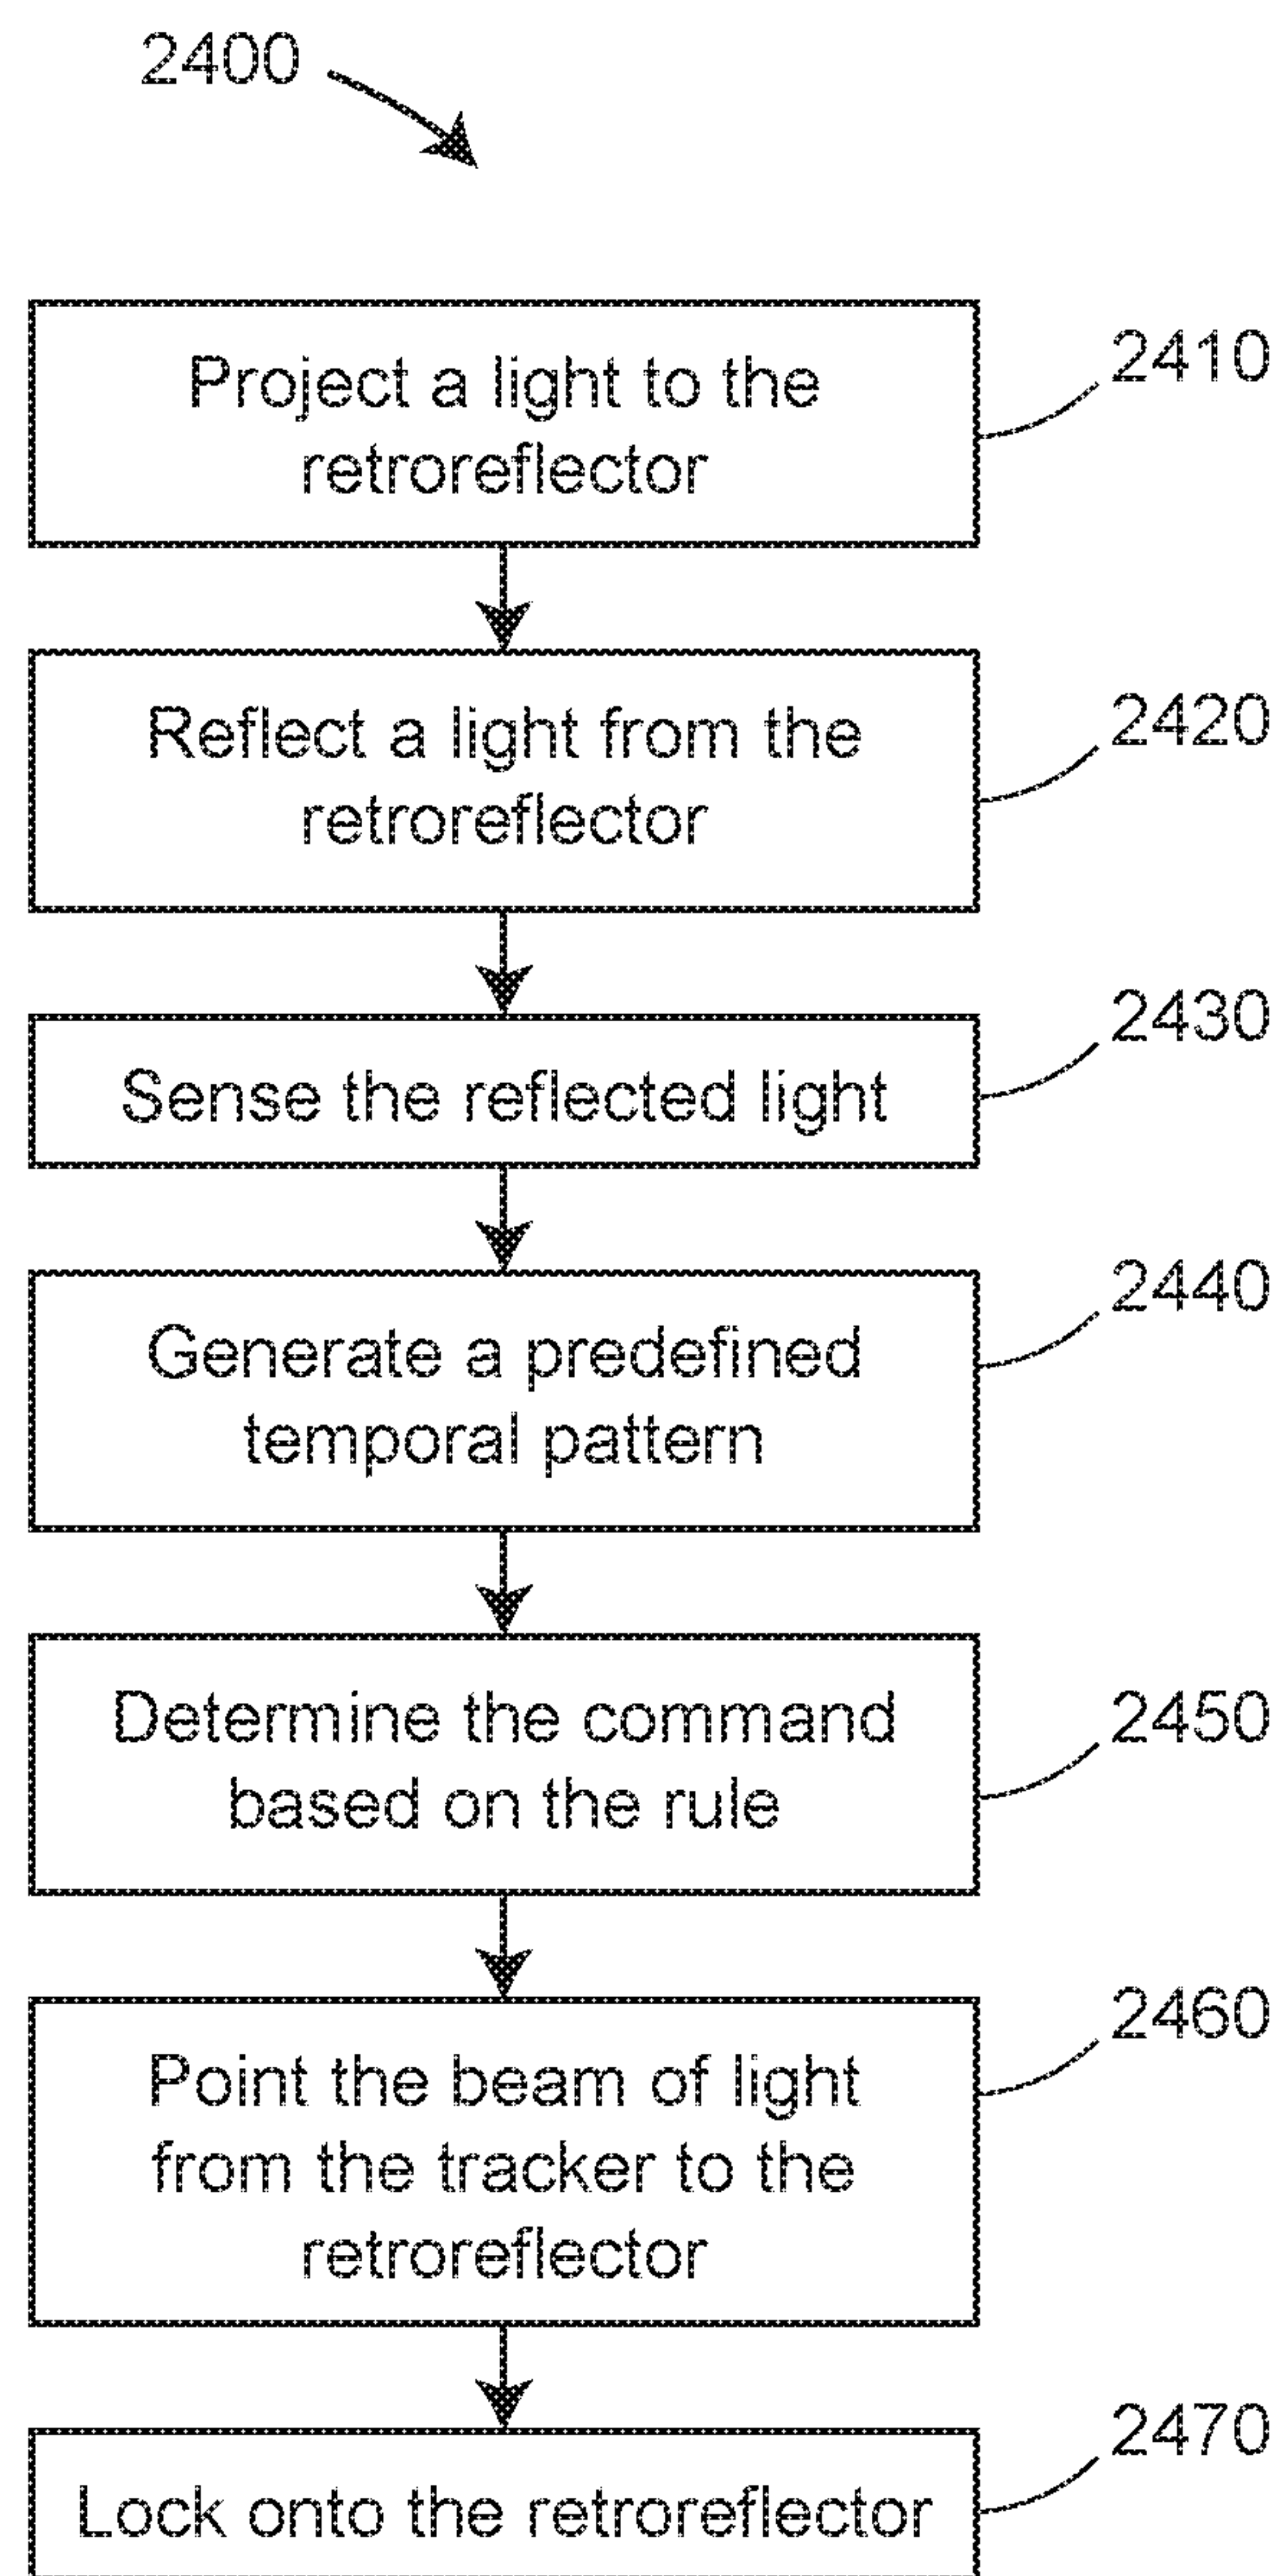 2400
Project a light to the
retroreflector
2410
Reflect a light from the
retroreflector
2420
Sense the reflected light
2430
Generate a predefined
temporal pattern
2440
Determine the command
based on the rule
2450
Point the beam of light
from the tracker to the
retroreflector
2460
Lock onto the retroreflector
2470